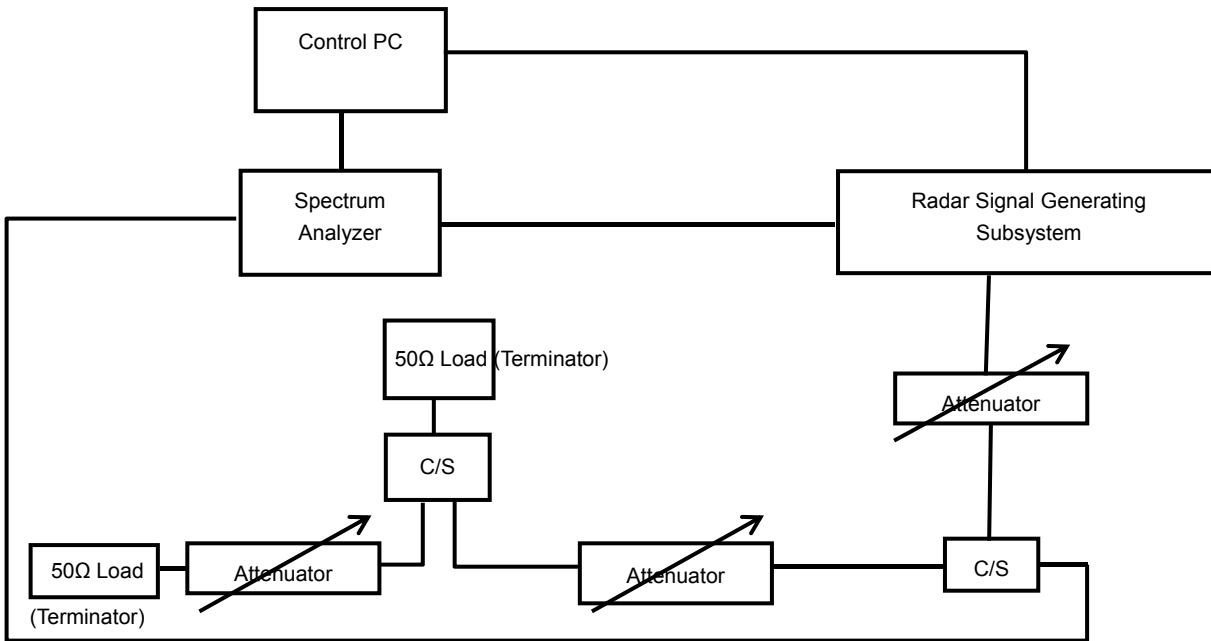 Control PC
Spectrum
Analyzer
Radar Signal Generating
Subsystem
50Ω Load (Terminator)
Attenuator
C/S
50Ω Load
(Terminator)
Attenuator
Attenuator
C/S